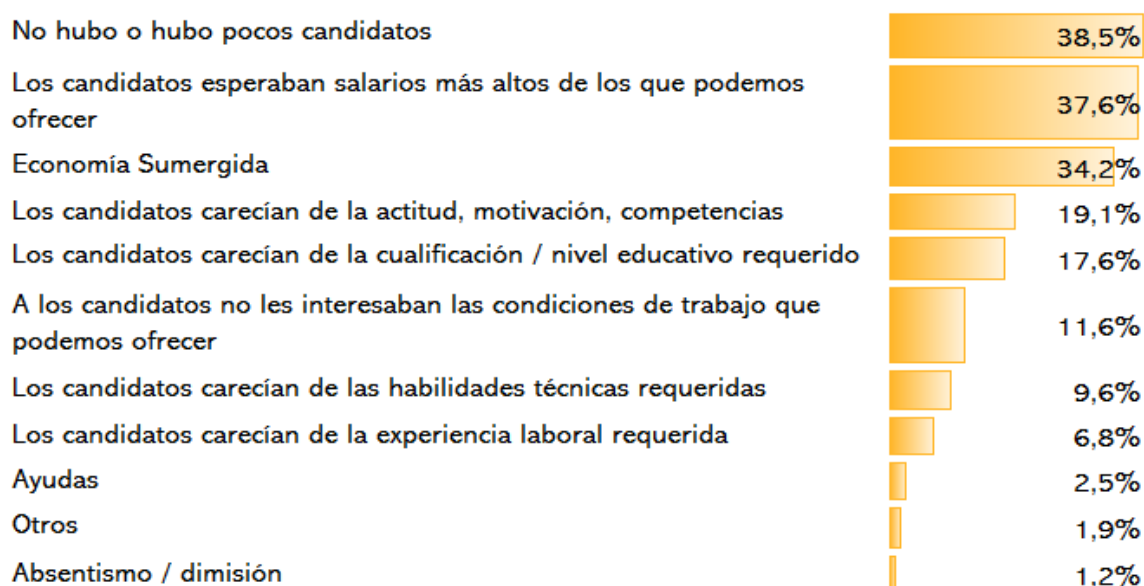 No hubo o hubo pocos candidatos 38,5%
Los candidatos esperaban salarios más altos de los que podemos
ofrecer 37,6%
Economía Sumergida 34,2%
Los candidatos carecían de la actitud, motivación, competencias 19,1%
Los candidatos carecían de la cualificación / nivel educativo requerido 17,6%
A los candidatos no les interesaban las condiciones de trabajo que
podemos ofrecer 11,6%
Los candidatos carecían de las habilidades técnicas requeridas 9,6%
Los candidatos carecían de la experiencia laboral requerida 6,8%
Ayudas 2,5%
Otros 1,9%
Absentismo / dimisión 1,2%